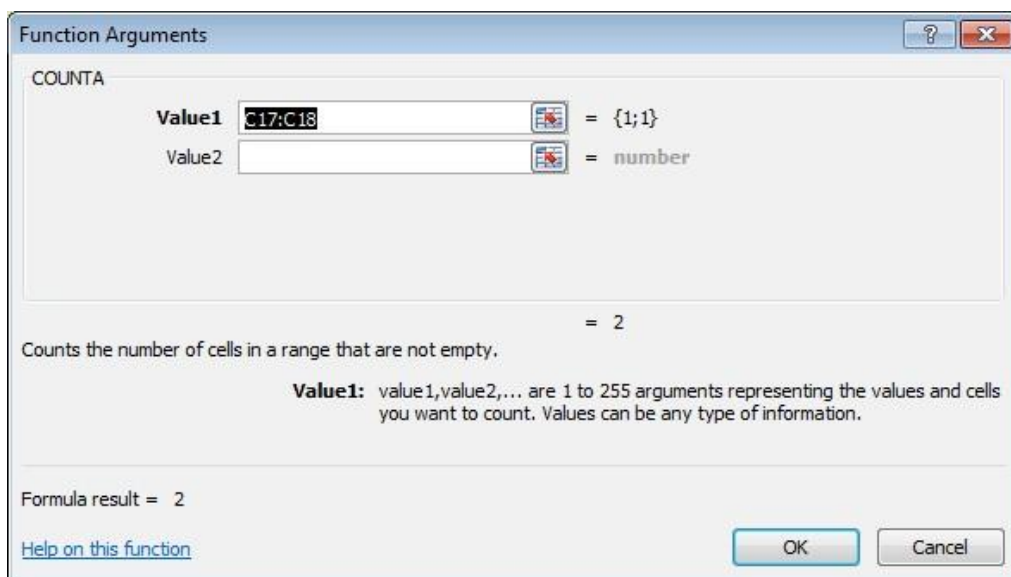 Function Arguments
COUNTA
Value1 C17:C18 = {1;1}
Value2 = number
= 2
Counts the number of cells in a range that are not empty.
Value1: value1,value2,... are 1 to 255 arguments representing the values and cells
you want to count. Values can be any type of information.
Formula result = 2
Help on this function
OK Cancel